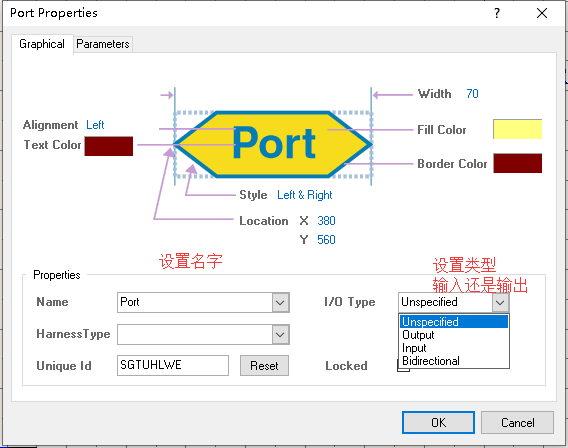 Port Properties
?
Graphical
Parameters
Width 70
Alignment Left
Fill Color
Text Color
Port
Border Color
Style Left & Right
Location X 380
Y 560
设置名字
设置类型
输入还是输出
Properties
Name Port
I/O Type Unspecified
HarnessType
Unspecified
Output
Input
Bidirectional
Unique Id SGTUHLWE Reset
Locked
OK
Cancel